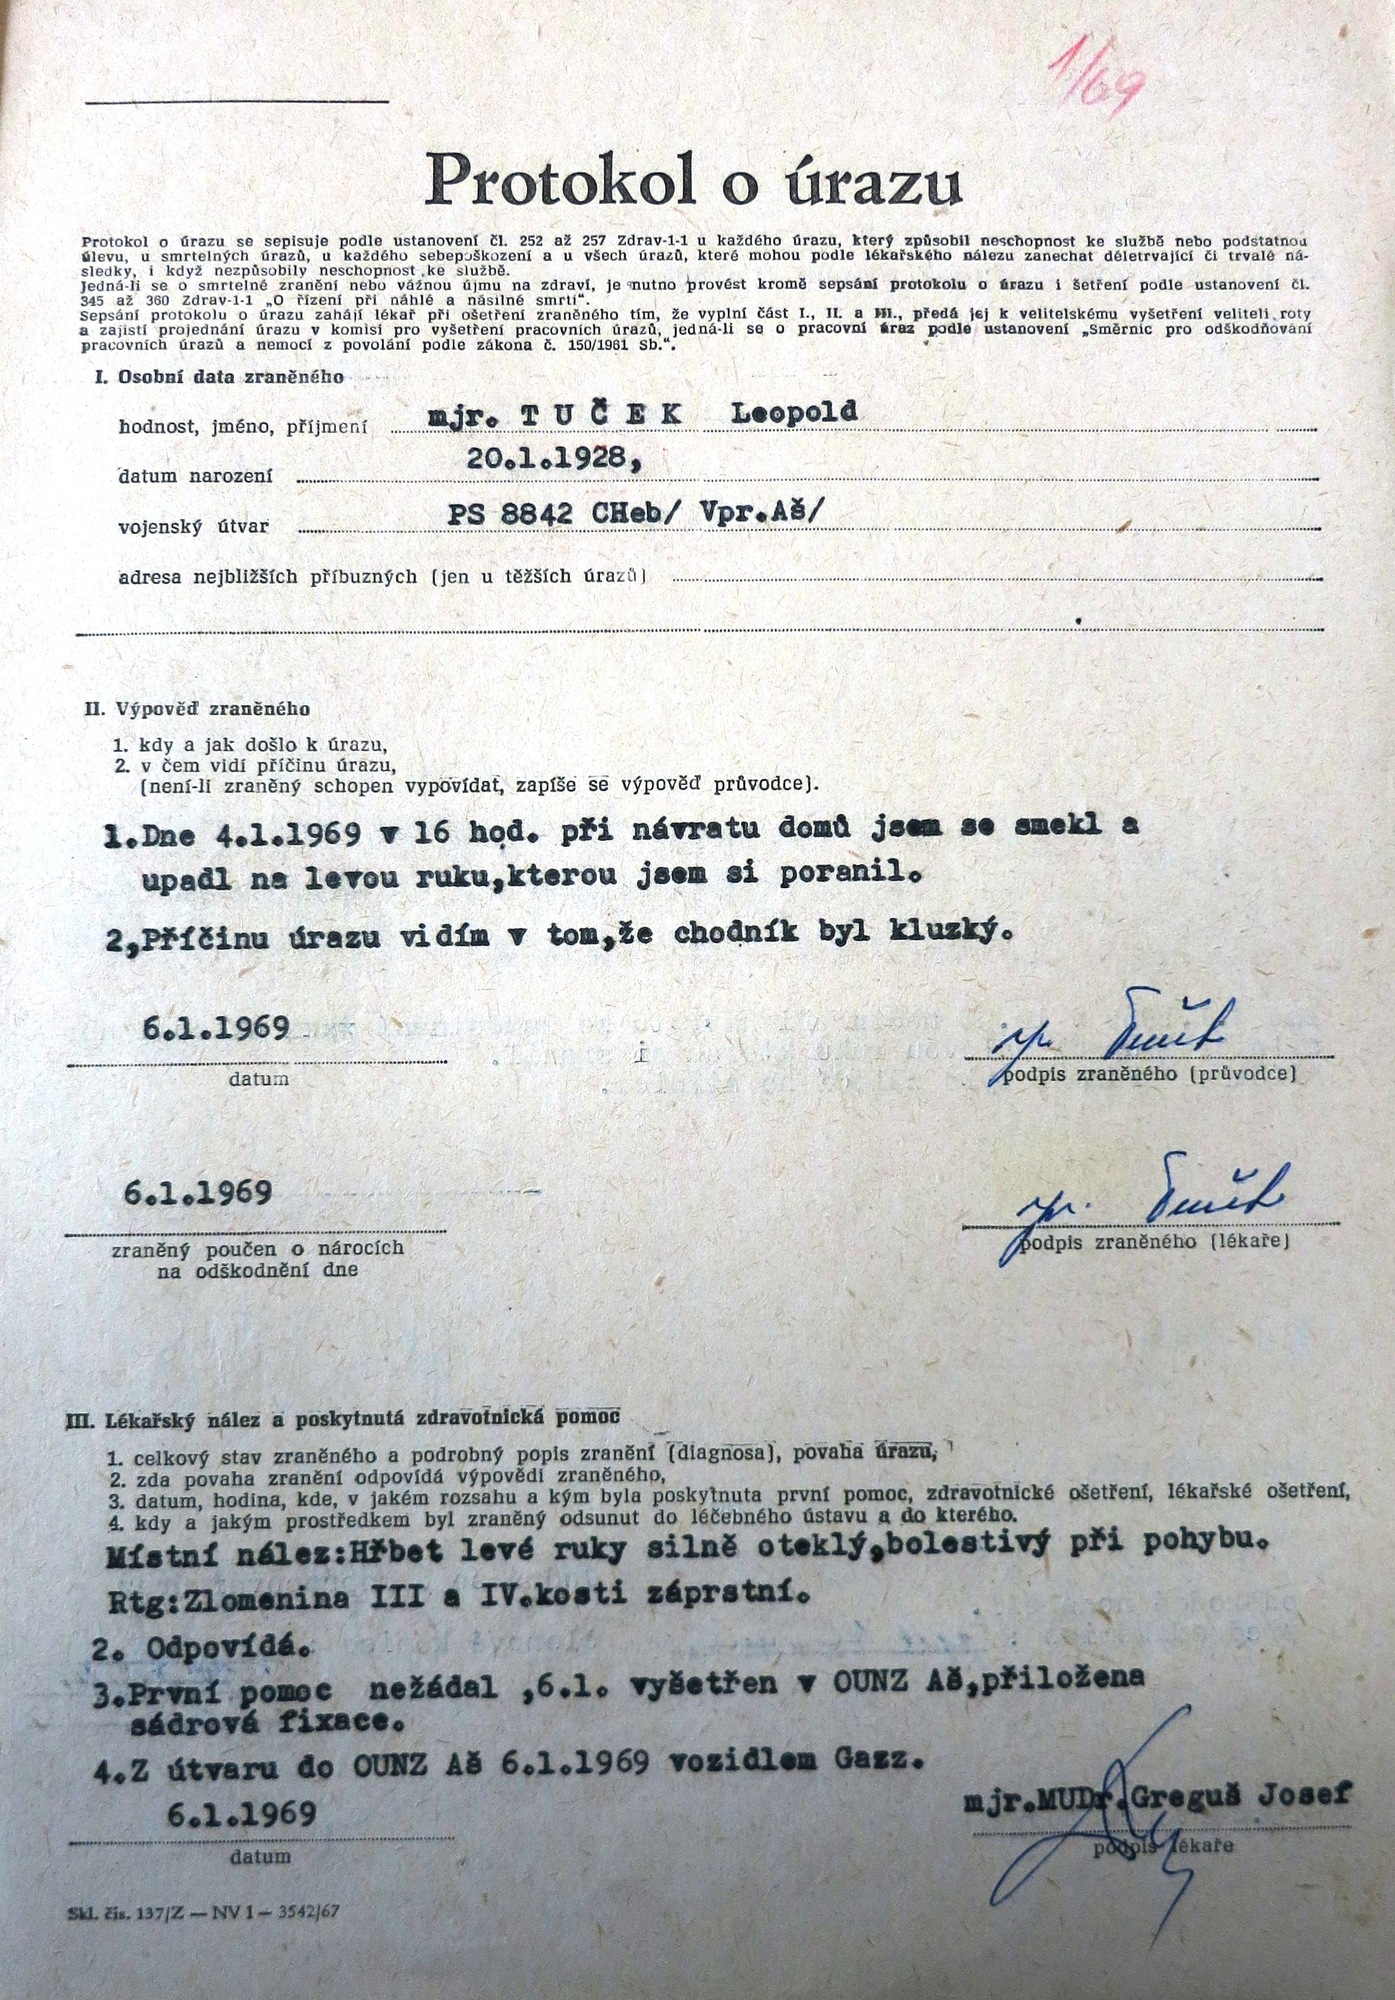 1/69
Protokol o úrazu
Protokol o úrazu se sepisuje podle ustanovení čl. 252 až 257 Zdrav-1-1 u každého úrazu, který způsobil neschopnost ke službě nebo podstatnou
úlevu, u smrtelných úrazů, u každého sebepoškození a u všech úrazů, které mohou podle lékařského nálezu zanechat déletrvající či trvalé ná-
sledky, i když nezpůsobily neschopnost ke službě.
Jedná-li se o smrtelné zranění nebo vážnou újmu na zdraví, je nutno provést kromě sepsání protokolu o úrazu i šetření podle ustanovení čl.
345 až 360 Zdrav-1-1 „O řízení při náhlé a násilné smrti“.
Sepsání protokolu o úrazu zahájí lékař při ošetření zraněného tím, že vyplní část I., II. a III., předá jej k velitelskému vyšetření veliteli roty
a zajistí projednání úrazu v komisi pro vyšetření pracovních úrazů, jedná-li se o pracovní úraz podle ustanovení „Směrnic pro odškodňování
pracovních úrazů a nemocí z povolání podle zákona č. 150/1961 Sb.“.
I. Osobní data zraněného
hodnost, jméno, příjmení mjr. T U Č E K Leopold
datum narození 20.1.1928,
vojenský útvar PS 8842 CHeb/ Vpr.Aš/
adresa nejbližších příbuzných (jen u těžších úrazů)
II. Výpověď zraněného
1. kdy a jak došlo k úrazu,
2. v čem vidí příčinu úrazu,
(není-li zraněný schopen vypovídat, zapíše se výpověď průvodce).
1.Dne 4.1.1969 v 16 hod. při návratu domů jsem se smekl a
upadl na levou ruku,kterou jsem si poranil.
2,Příčinu úrazu vidím v tom,že chodník byl kluzký.
6.1.1969
datum podpis zraněného (průvodce)
6.1.1969
zraněný poučen o nárocích podpis zraněného (lékaře)
na odškodnění dne
III. Lékařský nález a poskytnutá zdravotnická pomoc
1. celkový stav zraněného a podrobný popis zranění (diagnosa), povaha úrazu,
2. zda povaha zranění odpovídá výpovědi zraněného,
3. datum, hodina, kde, v jakém rozsahu a kým byla poskytnuta první pomoc, zdravotnické ošetření, lékařské ošetření,
4. kdy a jakým prostředkem byl zraněný odsunut do léčebného ústavu a do kterého.
Místní nález:Hřbet levé ruky silně oteklý,bolestivý při pohybu.
Rtg:Zlomenina III a IV.kosti záprstní.
2. Odpovídá.
3.První pomoc nežádal ,6.1. vyšetřen v OUNZ Aš,přiložena
sádrová fixace.
4.Z útvaru do OUNZ Aš 6.1.1969 vozidlem Gazz.
6.1.1969 mjr.MUDr.Greguš Josef
datum podpis lékaře
Skl. čís. 137/Z — NV 1 — 3542/67